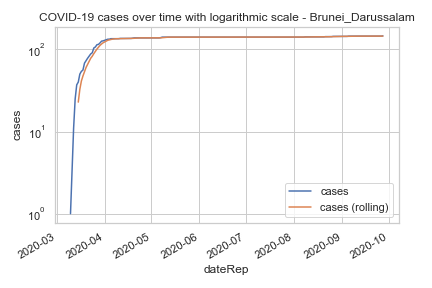 COVID-19 cases over time with logarithmic scale - Brunei_Darussalam
cases
10²
10¹
10⁰
cases
cases (rolling)
2020-03
2020-04
2020-05
2020-06
2020-07
2020-08
2020-09
2020-10
dateRep